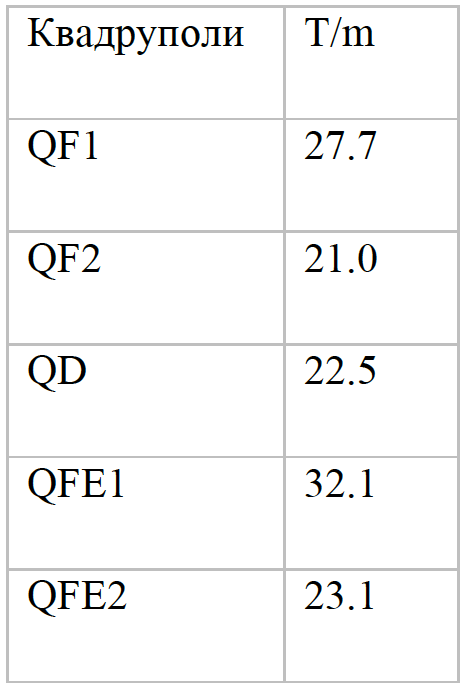 Квадруполи T/m
QF1 27.7
QF2 21.0
QD 22.5
QFE1 32.1
QFE2 23.1